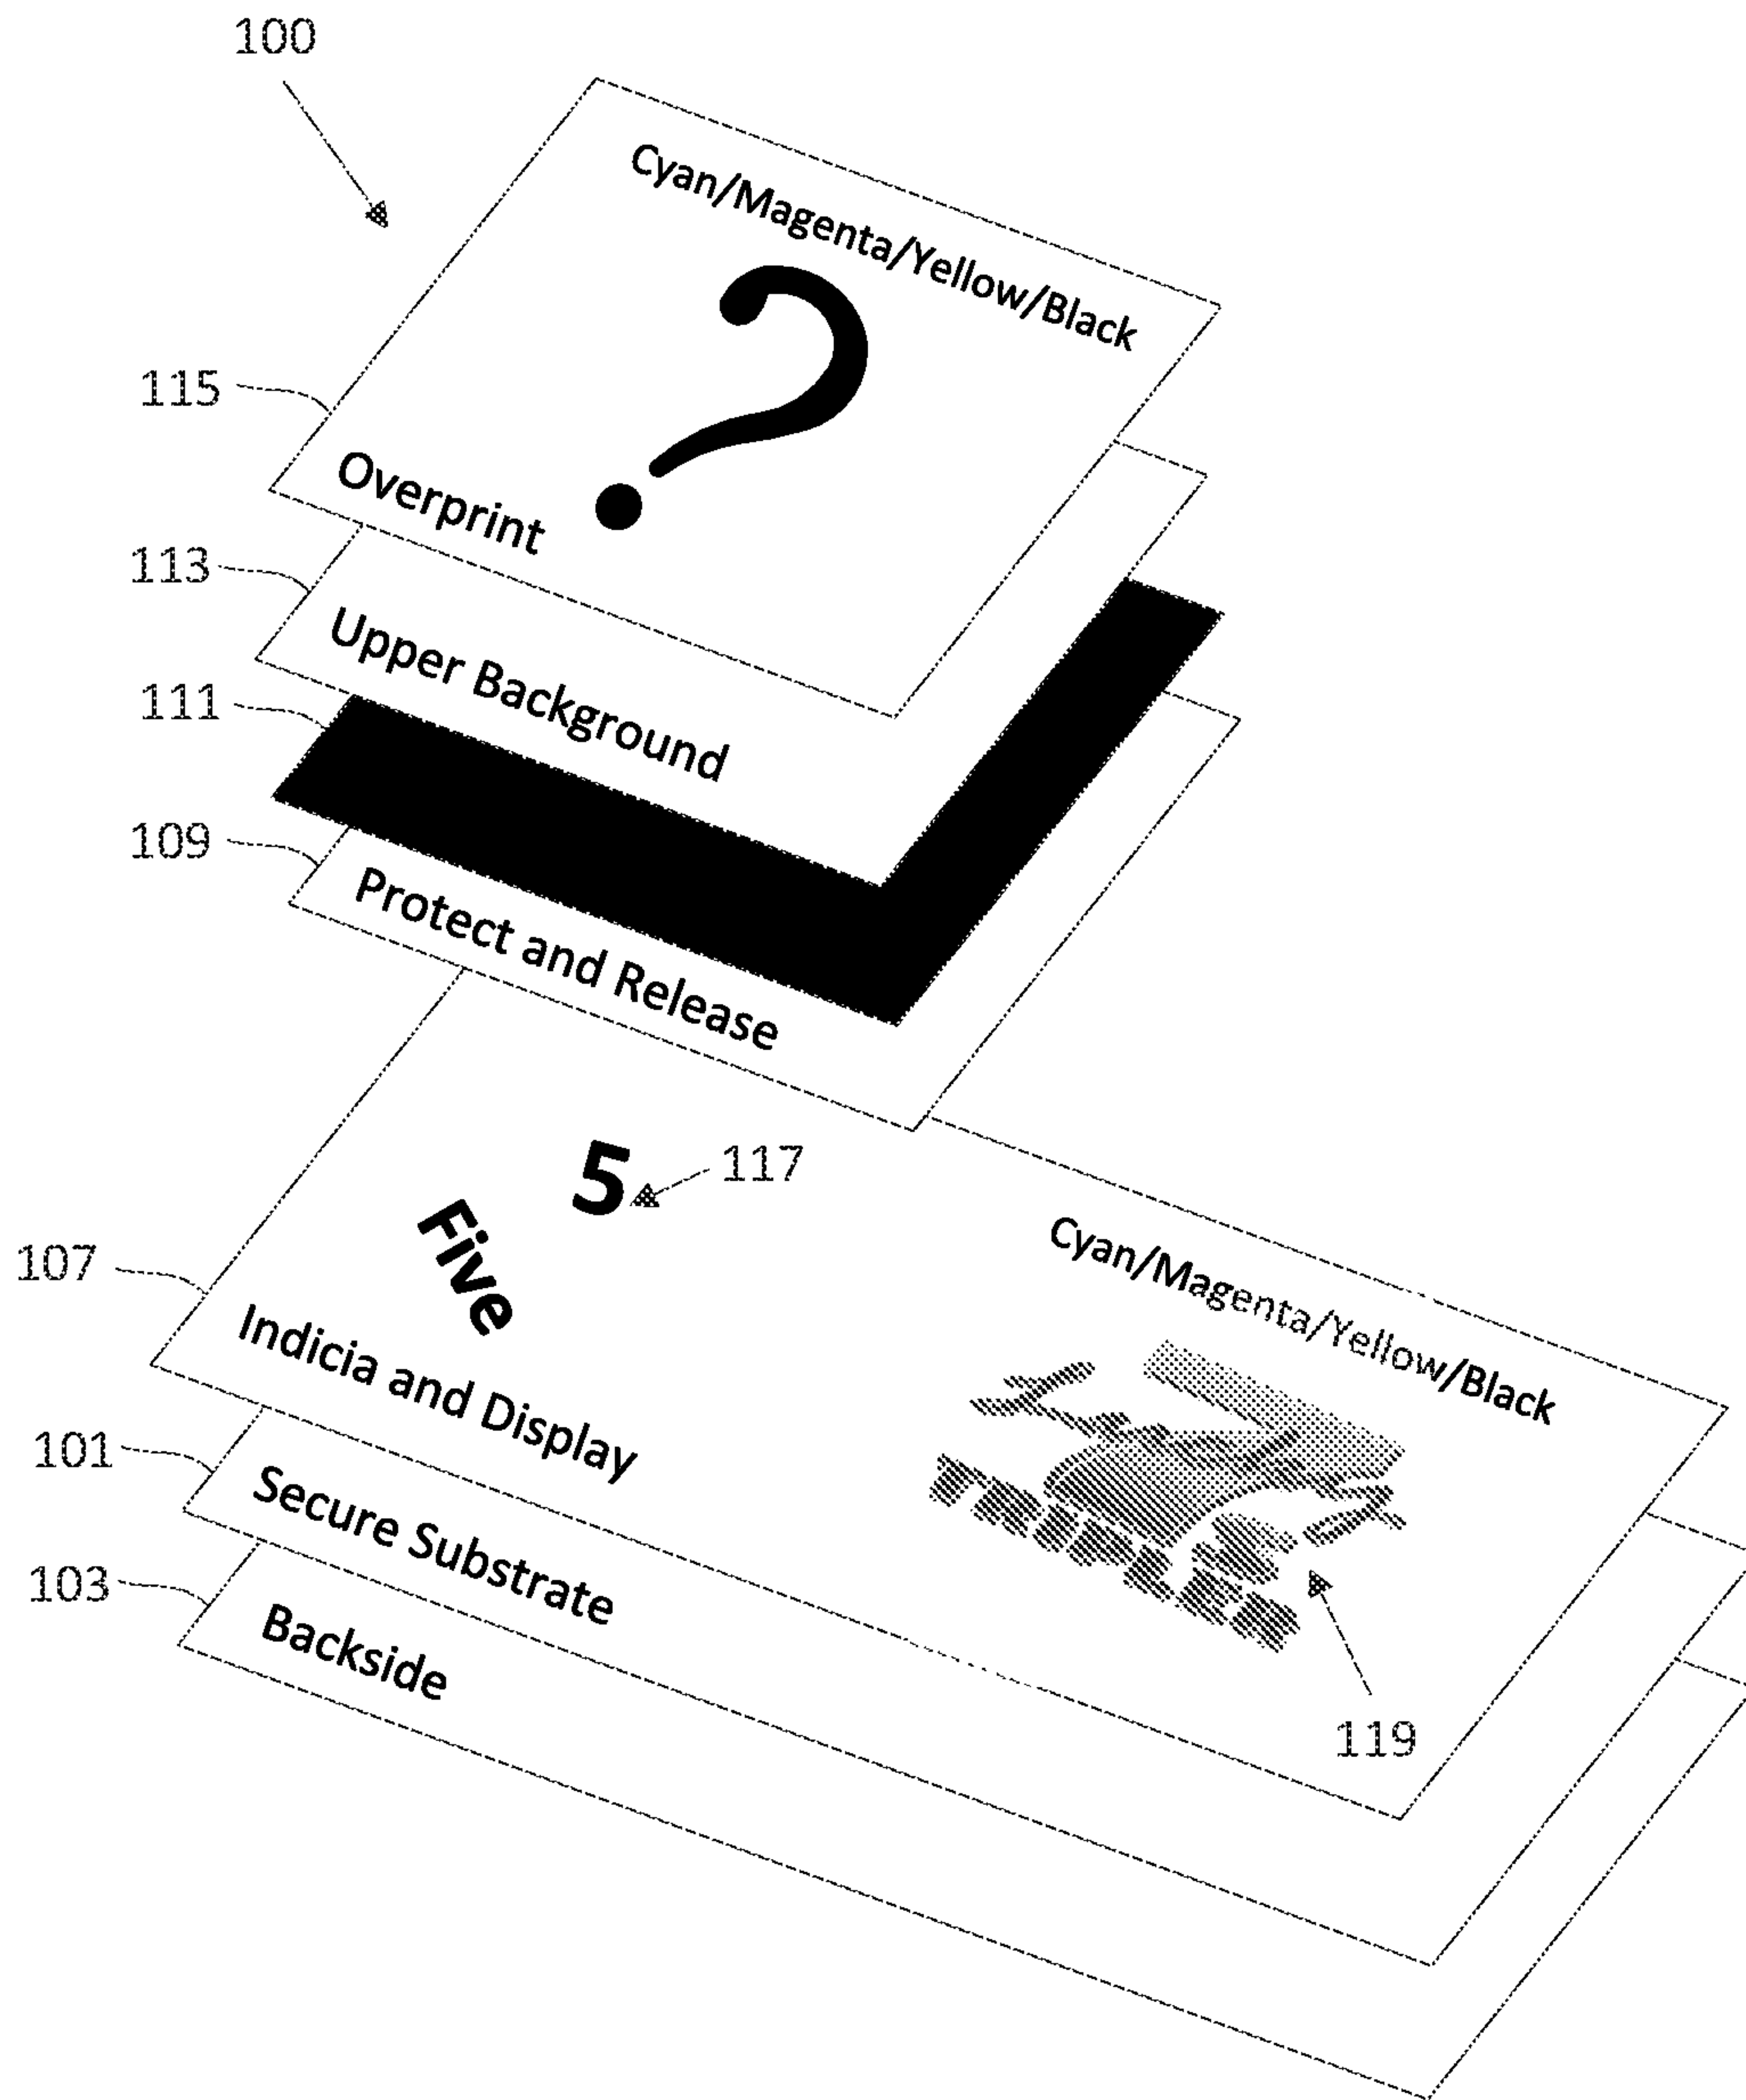 100
Cyan/Magenta/Yellow/Black
115
Overprint
113
Upper Background
111
109
Protect and Release
5
117
Five
107
Cyan/Magenta/Yellow/Black
Indicia and Display
TRIPLER
101
Secure Substrate
119
103
Backside